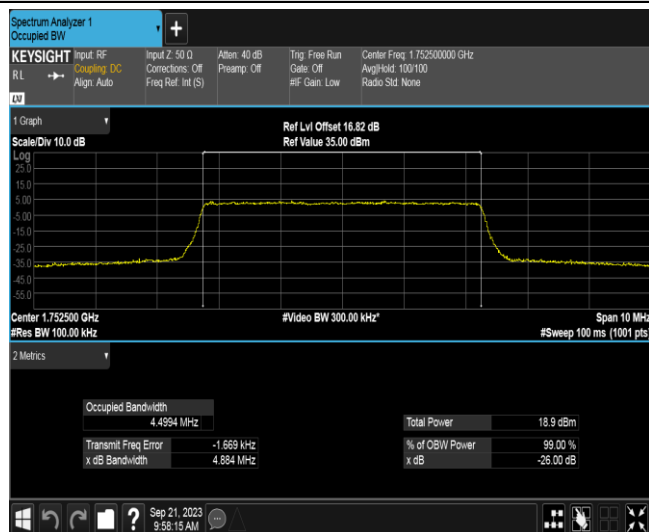 Spectrum Analyzer 1
Occupied BW
+
KEYSIGHT
RL
Input: RF
Coupling: DC
Align: Auto
Input Z: 50 Ω
Corrections: Off
Freq Ref: Int (S)
Atten: 40 dB
Preamp: Off
Trig: Free Run
Gate: Off
#IF Gain: Low
Center Freq: 1.752500000 GHz
Avg|Hold: 100/100
Radio Std: None
LXI
1 Graph
Scale/Div 10.0 dB
Ref Lvl Offset 16.82 dB
Ref Value 35.00 dBm
Log
25.0
15.0
5.00
-5.00
-15.0
-25.0
-35.0
-45.0
-55.0
Center 1.752500 GHz
#Video BW 300.00 kHz*
Span 10 MHz
#Res BW 100.00 kHz
#Sweep 100 ms (1001 pts)
2 Metrics
Occupied Bandwidth
4.4994 MHz
Total Power 18.9 dBm
Transmit Freq Error -1.669 kHz
% of OBW Power 99.00 %
x dB Bandwidth 4.884 MHz
x dB -26.00 dB
?
Sep 21, 2023
9:58:15 AM